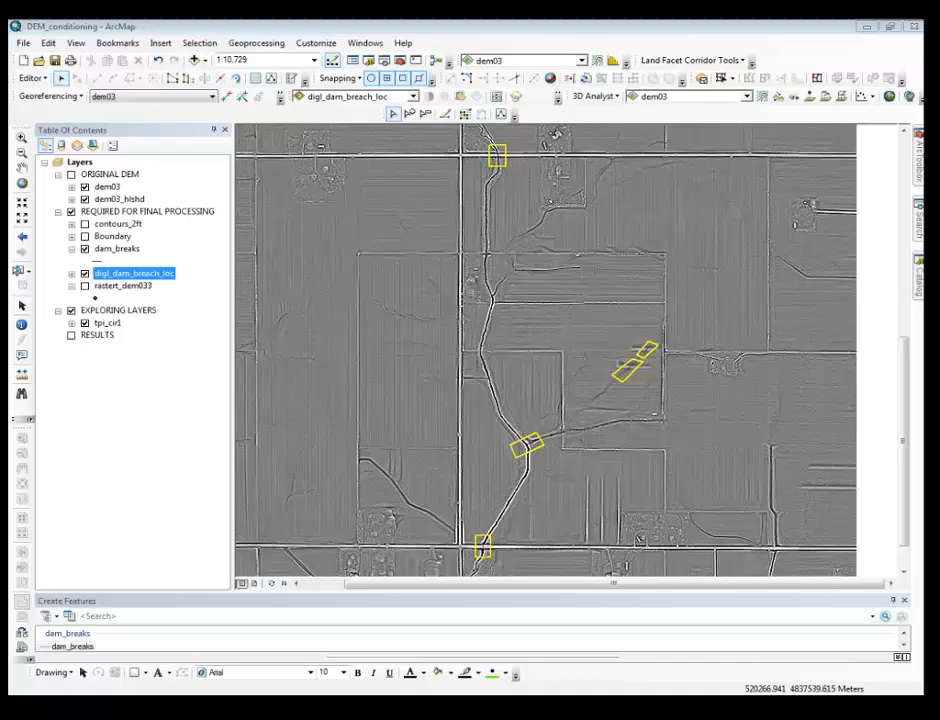 DEM_conditioning - ArcMap
File Edit View Bookmarks Insert Selection Geoprocessing Customize Windows Help
1:10.729 dem03 Land Facet Corridor Tools
Editor Snapping
Georeferencing dem03 digl_dam_breach_loc 3D Analyst dem03
Table Of Contents
Layers
ORIGINAL DEM
dem03
dem03_hlshd
REQUIRED FOR FINAL PROCESSING
contours_2ft
Boundary
dam_breaks
digl_dam_breach_loc
rastert_dem033
EXPLORING LAYERS
tpi_cir1
RESULTS
ArcToolbox
Search
Catalog
Create Features
<Search>
dam_breaks
dam_breaks
Drawing A Arial 10 B I U A
520266.941 4837539.615 Meters